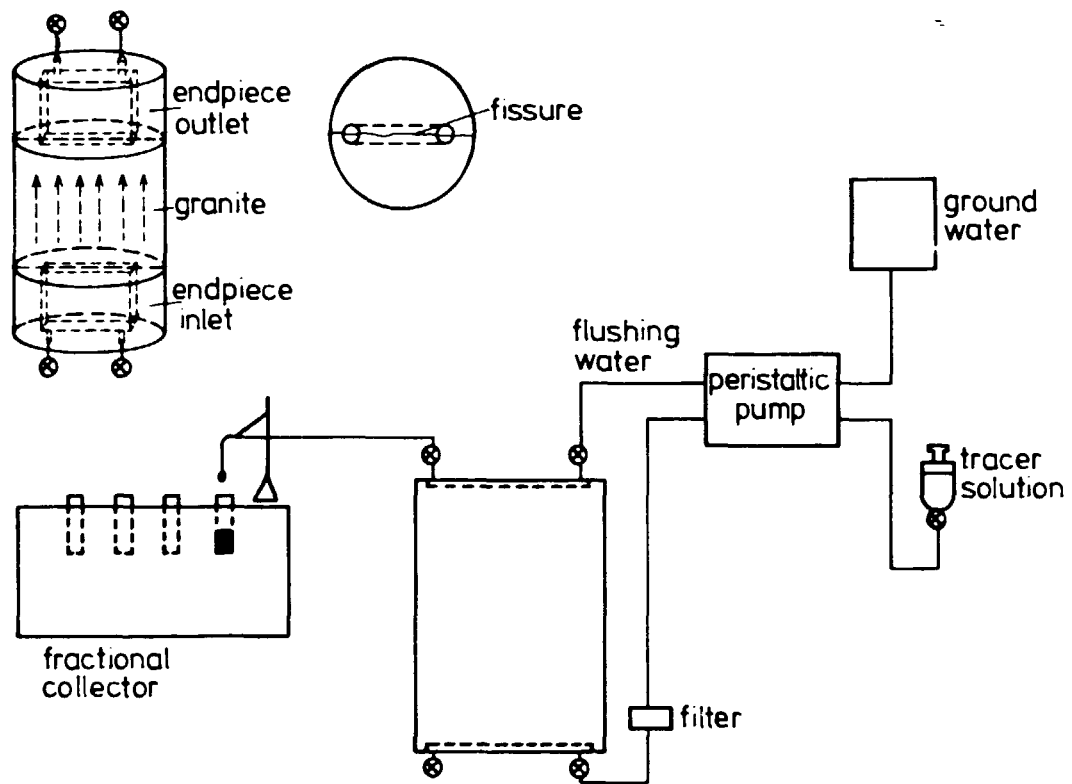 endpiece
outlet
fissure
granite
endpiece
inlet
ground
water
flushing
water
peristaltic
pump
tracer
solution
fractional
collector
filter